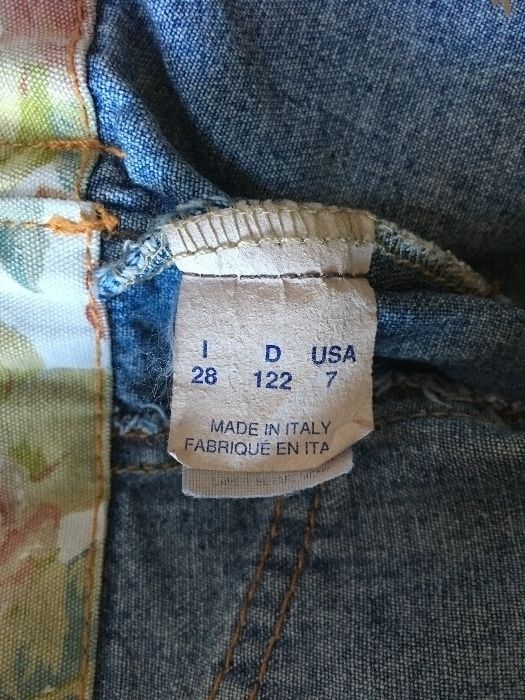 I D USA
28 122 7
MADE IN ITALY
FABRIQUÉ EN ITA